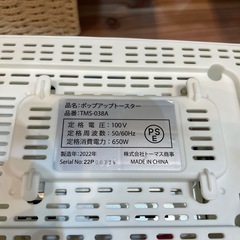 品名:ポップアップトースター
品番:TMS-038A
定格電圧:100V
定格周波数:50/60Hz
定格消費電力:650W
PS
E
製造年:2022年 株式会社トーマス商事
Serial No:22P MADE IN CHINA